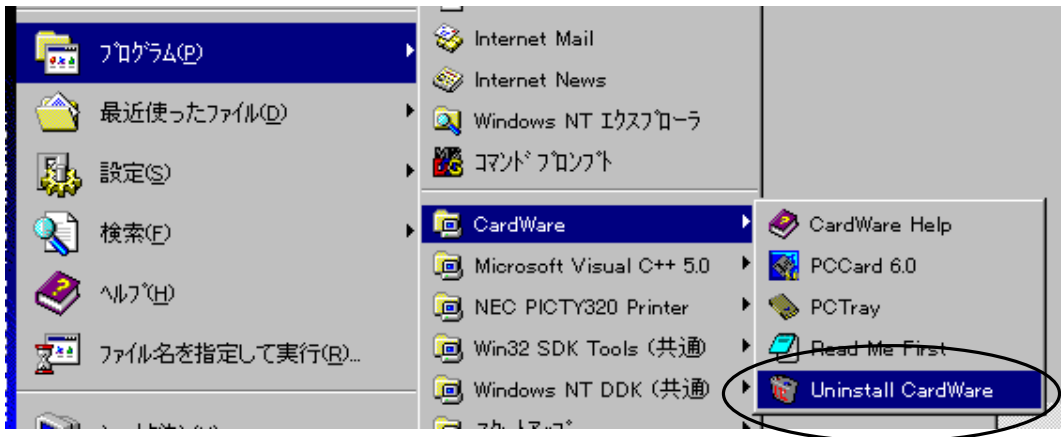 プログラム(P)
最近使ったファイル(D)
設定(S)
検索(F)
ヘルプ(H)
ファイル名を指定して実行(R)...
Internet Mail
Internet News
Windows NT エクスプローラ
コマンド プロンプト
CardWare
Microsoft Visual C++ 5.0
NEC PICTY320 Printer
Win32 SDK Tools (共通)
Windows NT DDK (共通)
CardWare Help
PCCard 6.0
PCTray
Read Me First
Uninstall CardWare